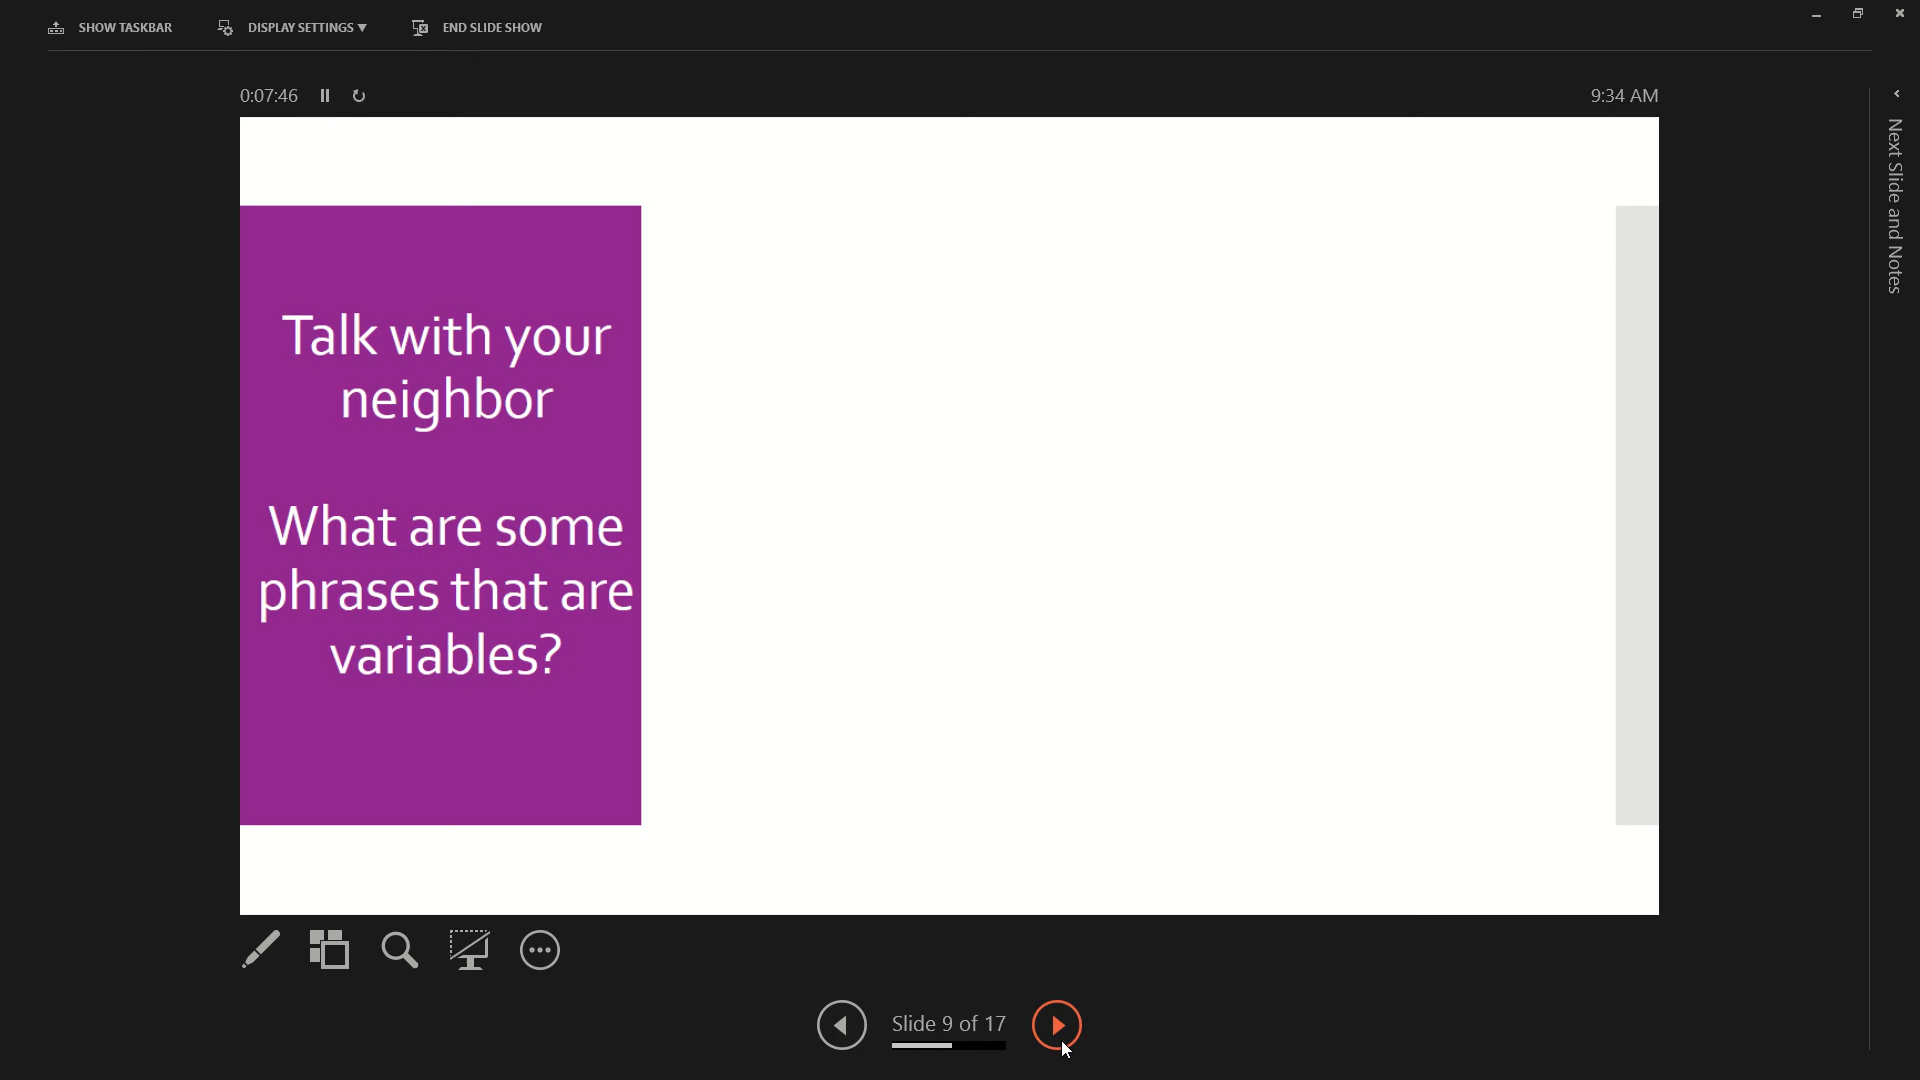 SHOW TASKBAR
DISPLAY SETTINGS
END SLIDE SHOW
0:07:46
9:34 AM
Next Slide and Notes
Talk with your
neighbor
What are some
phrases that are
variables?
Slide 9 of 17